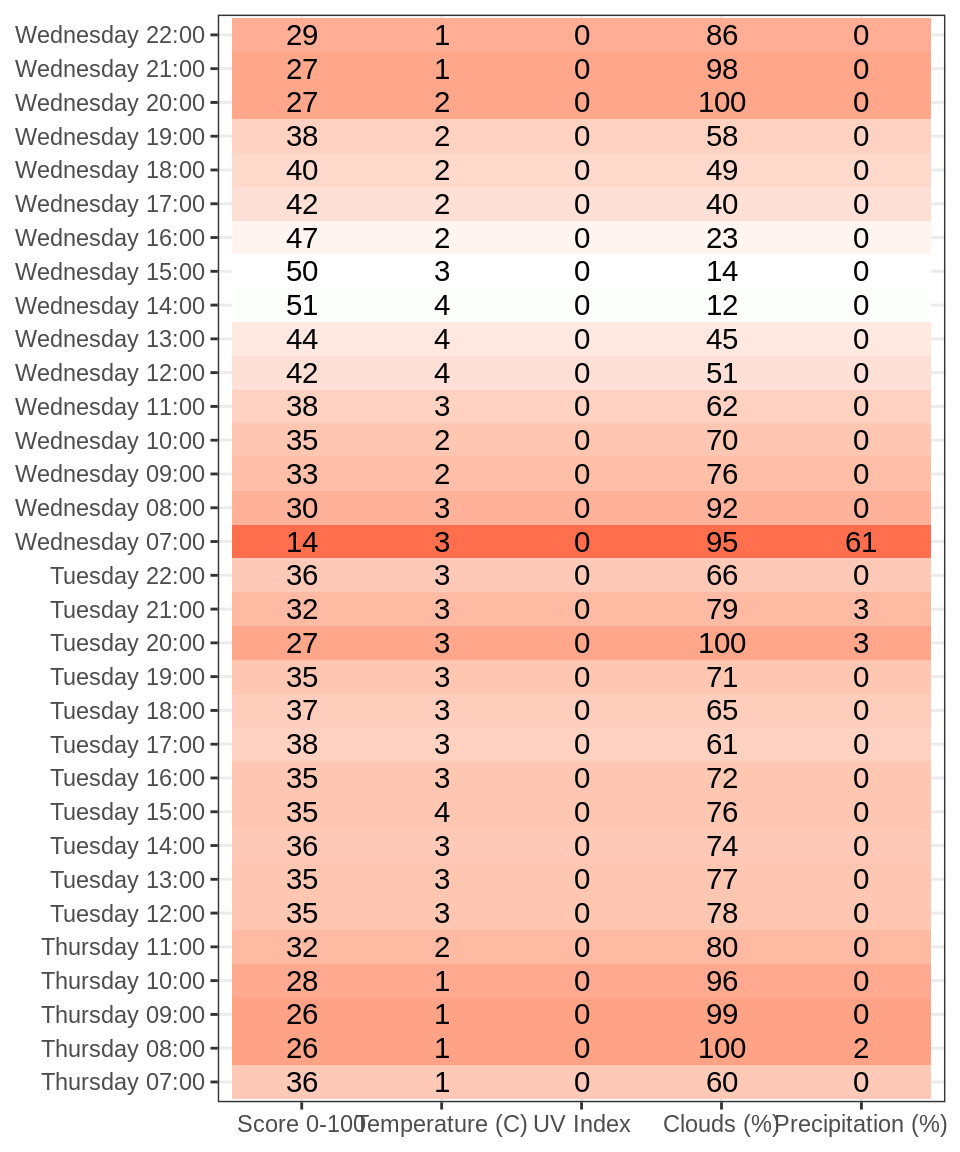 Wednesday 22:00 29 1 0 86 0
Wednesday 21:00 27 1 0 98 0
Wednesday 20:00 27 2 0 100 0
Wednesday 19:00 38 2 0 58 0
Wednesday 18:00 40 2 0 49 0
Wednesday 17:00 42 2 0 40 0
Wednesday 16:00 47 2 0 23 0
Wednesday 15:00 50 3 0 14 0
Wednesday 14:00 51 4 0 12 0
Wednesday 13:00 44 4 0 45 0
Wednesday 12:00 42 4 0 51 0
Wednesday 11:00 38 3 0 62 0
Wednesday 10:00 35 2 0 70 0
Wednesday 09:00 33 2 0 76 0
Wednesday 08:00 30 3 0 92 0
Wednesday 07:00 14 3 0 95 61
Tuesday 22:00 36 3 0 66 0
Tuesday 21:00 32 3 0 79 3
Tuesday 20:00 27 3 0 100 3
Tuesday 19:00 35 3 0 71 0
Tuesday 18:00 37 3 0 65 0
Tuesday 17:00 38 3 0 61 0
Tuesday 16:00 35 3 0 72 0
Tuesday 15:00 35 4 0 76 0
Tuesday 14:00 36 3 0 74 0
Tuesday 13:00 35 3 0 77 0
Tuesday 12:00 35 3 0 78 0
Thursday 11:00 32 2 0 80 0
Thursday 10:00 28 1 0 96 0
Thursday 09:00 26 1 0 99 0
Thursday 08:00 26 1 0 100 2
Thursday 07:00 36 1 0 60 0
Score 0-100 Temperature (C) UV Index Clouds (%) Precipitation (%)